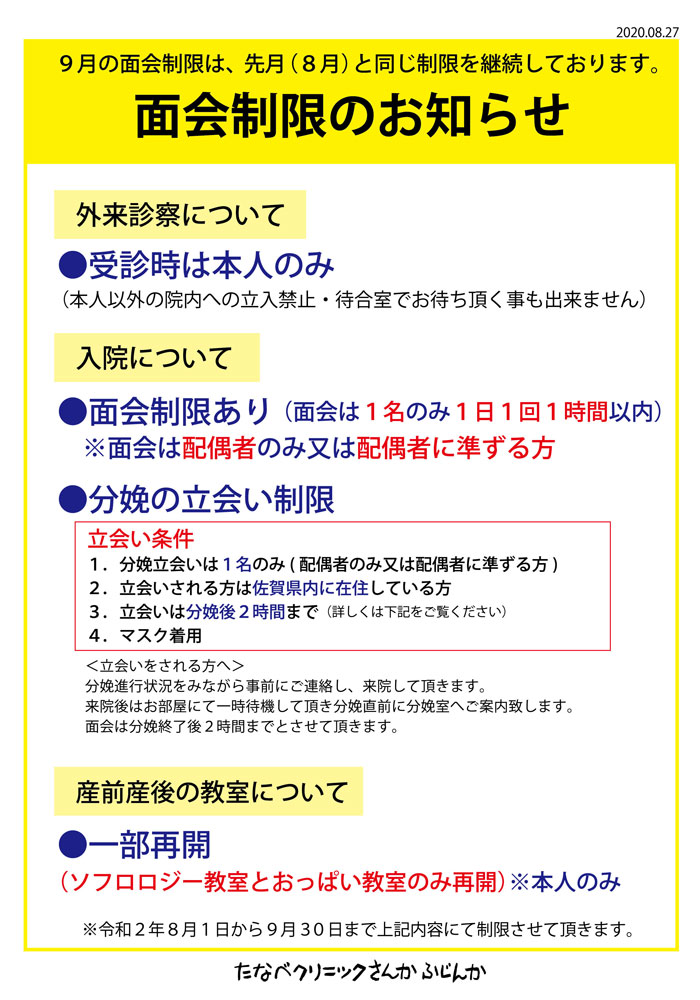 2020.08.27
９月の面会制限は、先月（８月）と同じ制限を継続しております。
面会制限のお知らせ
外来診察について
●受診時は本人のみ
（本人以外の院内への立入禁止・待合室でお待ち頂く事も出来ません）
入院について
●面会制限あり（面会は１名のみ１日１回１時間以内）
※面会は配偶者のみ又は配偶者に準ずる方
●分娩の立会い制限
立会い条件
１．分娩立会いは１名のみ（配偶者のみ又は配偶者に準ずる方）
２．立会いされる方は佐賀県内に在住している方
３．立会いは分娩後２時間まで（詳しくは下記をご覧ください）
４．マスク着用
＜立会いをされる方へ＞
分娩進行状況をみながら事前にご連絡し、来院して頂きます。
来院後はお部屋にて一時待機して頂き分娩直前に分娩室へご案内致します。
面会は分娩終了後２時間までとさせて頂きます。
産前産後の教室について
●一部再開
（ソフロロジー教室とおっぱい教室のみ再開）※本人のみ
※令和２年８月１日から９月３０日まで上記内容にて制限させて頂きます。
たなべクリニックさんかふじんか